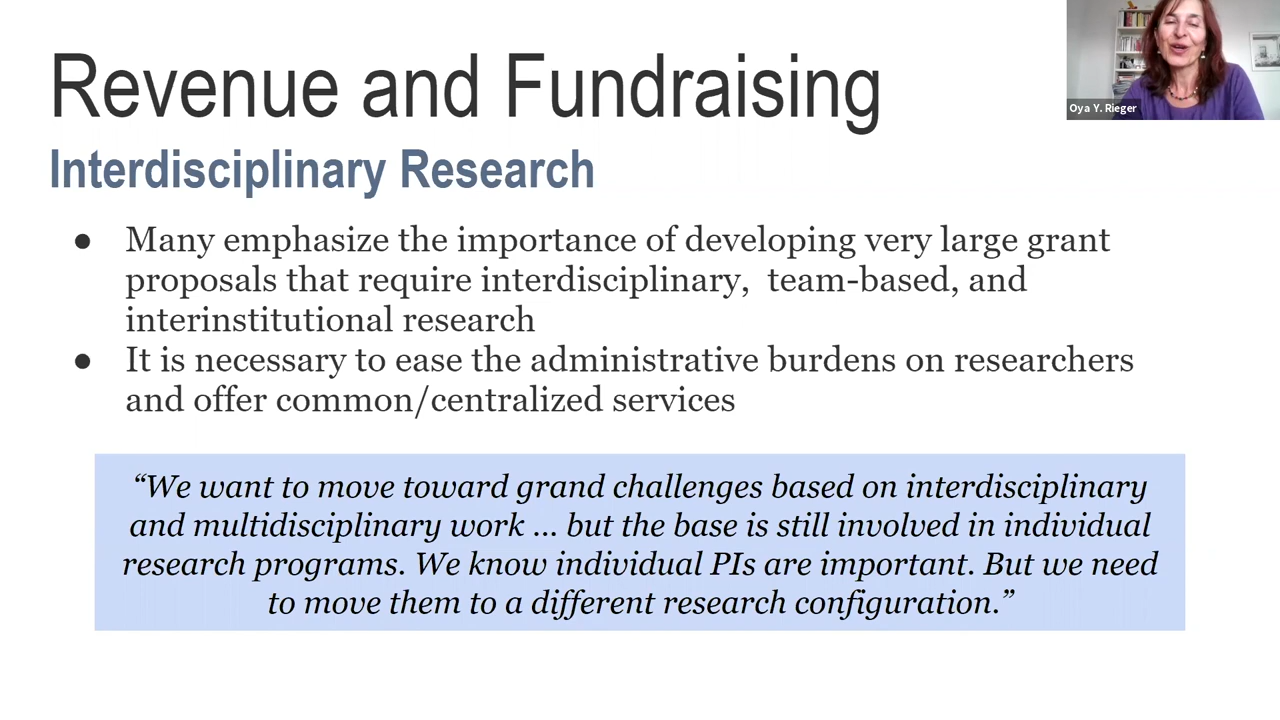 Revenue and Fundraising
Oya Y. Rieger
Interdisciplinary Research
● Many emphasize the importance of developing very large grant
proposals that require interdisciplinary, team-based, and
interinstitutional research
● It is necessary to ease the administrative burdens on researchers
and offer common/centralized services
“We want to move toward grand challenges based on interdisciplinary
and multidisciplinary work ... but the base is still involved in individual
research programs. We know individual PIs are important. But we need
to move them to a different research configuration.”